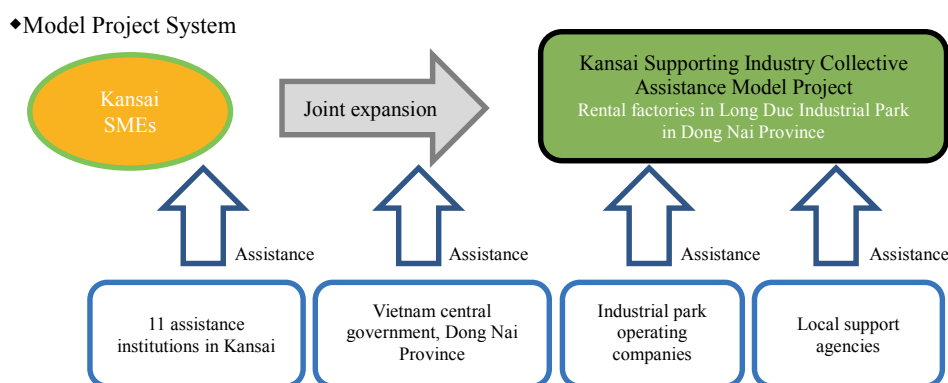 ◆Model Project System
Kansai
SMEs
Joint expansion
Kansai Supporting Industry Collective
Assistance Model Project
Rental factories in Long Duc Industrial Park
in Dong Nai Province
Assistance
Assistance
Assistance
Assistance
11 assistance
institutions in Kansai
Vietnam central
government, Dong Nai
Province
Industrial park
operating
companies
Local support
agencies